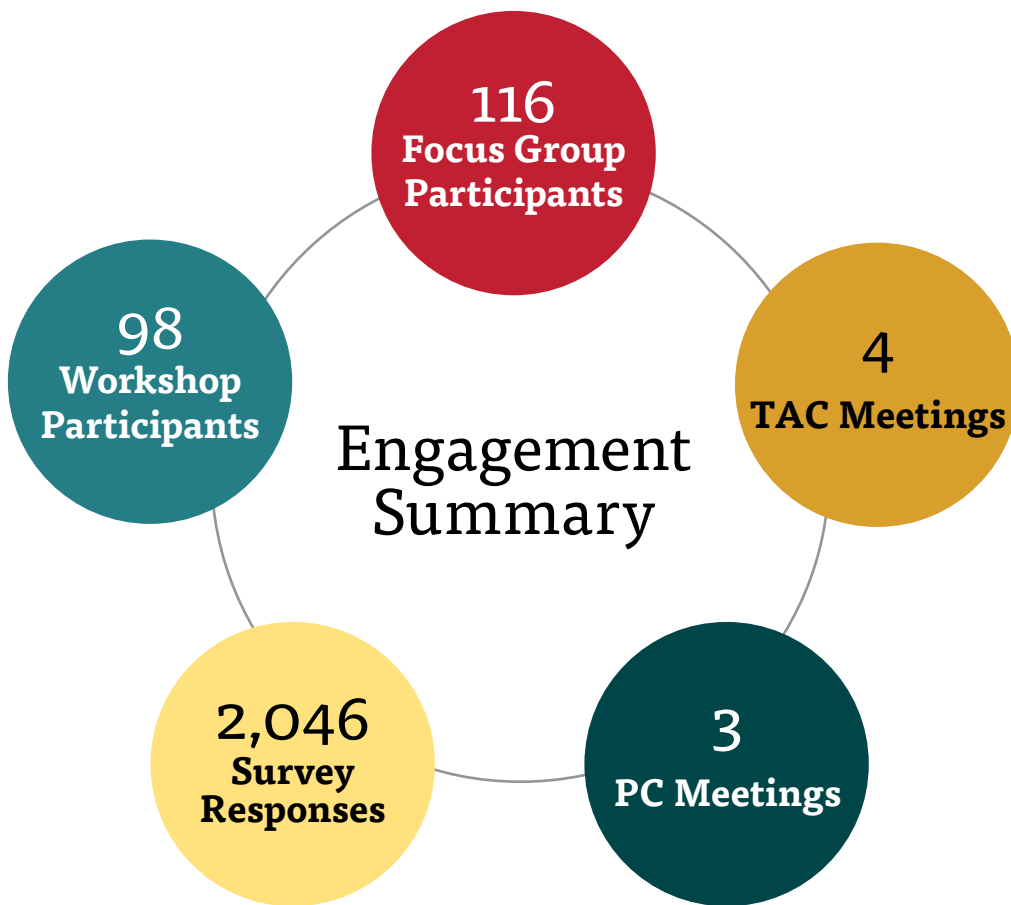 116
Focus Group
Participants
98
Workshop
Participants
4
TAC Meetings
Engagement
Summary
2,046
Survey
Responses
3
PC Meetings